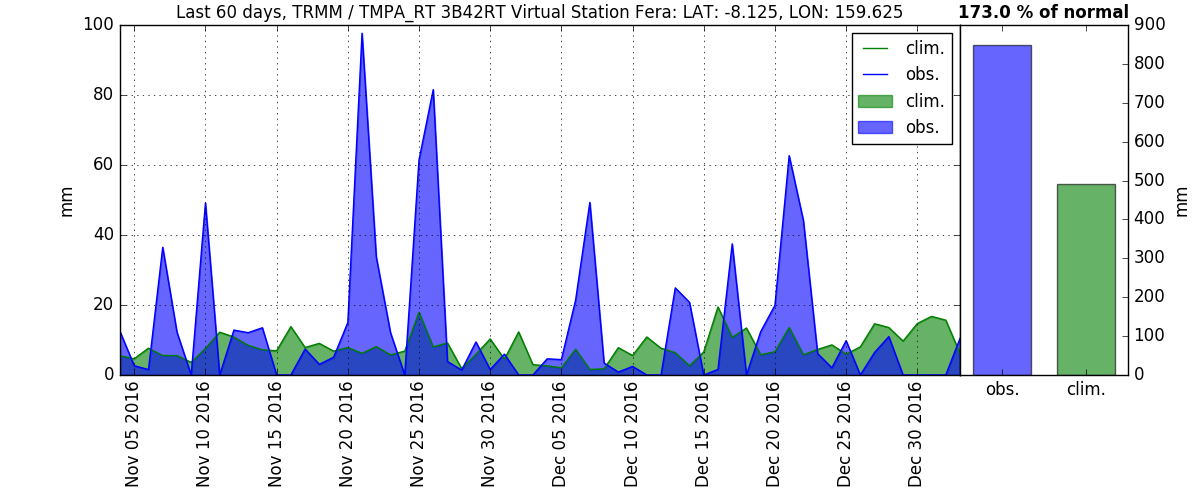 Last 60 days, TRMM / TMPA_RT 3B42RT Virtual Station Fera: LAT: -8.125, LON: 159.625
173.0 % of normal
100
80
60
40
20
0
mm
clim.
obs.
clim.
obs.
900
800
700
600
500
400
300
200
100
0
mm
Nov 05 2016
Nov 10 2016
Nov 15 2016
Nov 20 2016
Nov 25 2016
Nov 30 2016
Dec 05 2016
Dec 10 2016
Dec 15 2016
Dec 20 2016
Dec 25 2016
Dec 30 2016
obs.
clim.